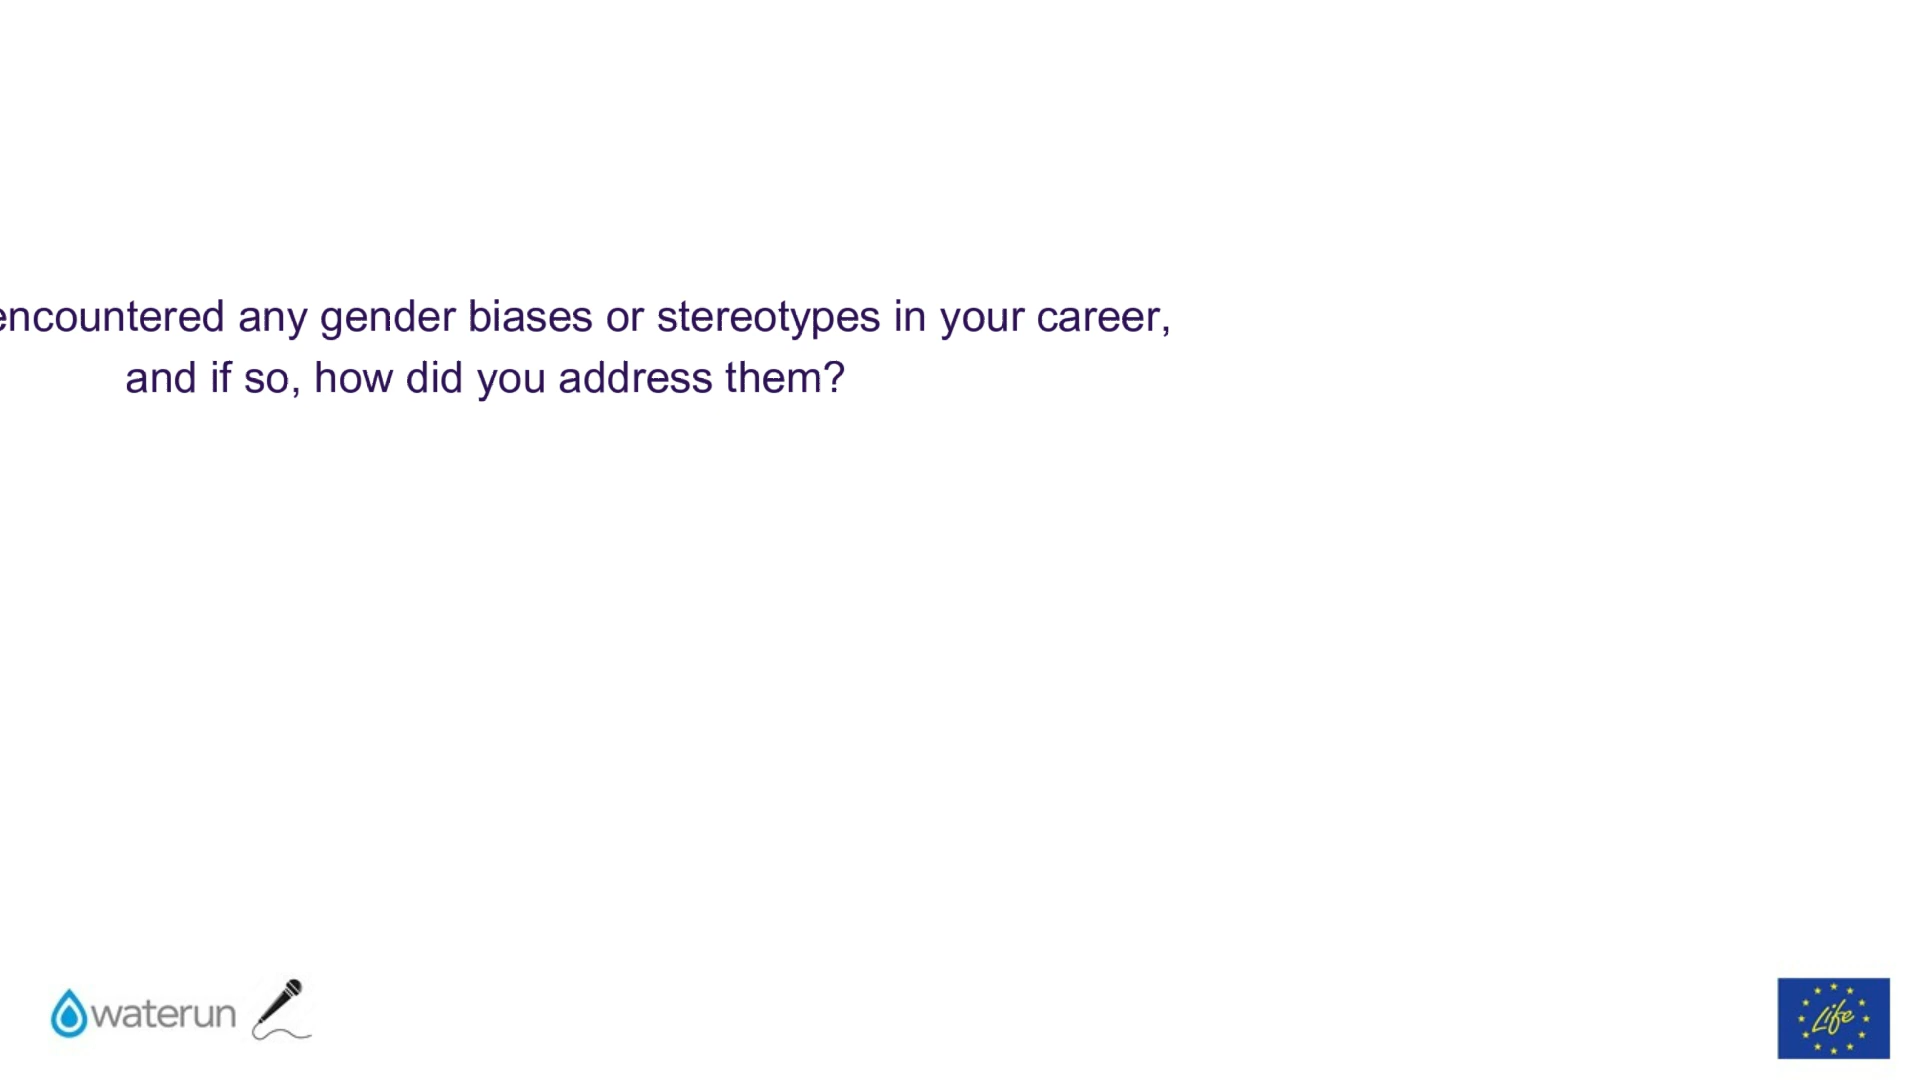 encountered any gender biases or stereotypes in your career,
and if so, how did you address them?
waterun
Life